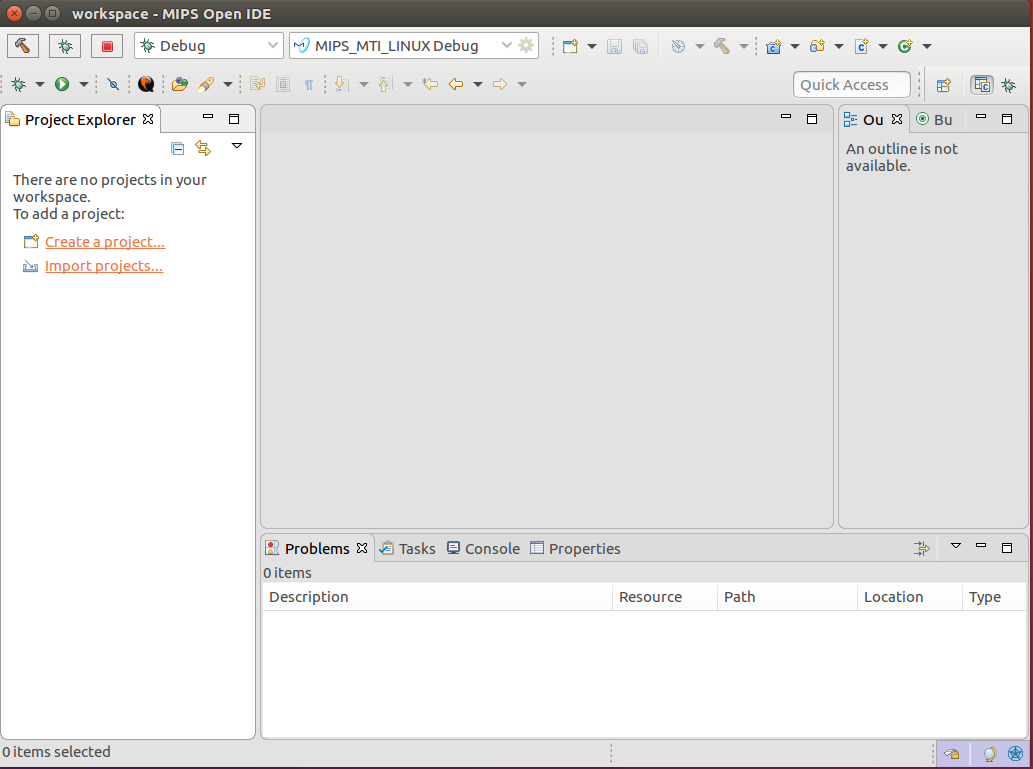 workspace - MIPS Open IDE
Debug
MIPS_MTI_LINUX Debug
Quick Access
Project Explorer
There are no projects in your
workspace.
To add a project:
Create a project...
Import projects...
Ou
Bu
An outline is not
available.
Problems
Tasks
Console
Properties
0 items
Description
Resource
Path
Location
Type
0 items selected